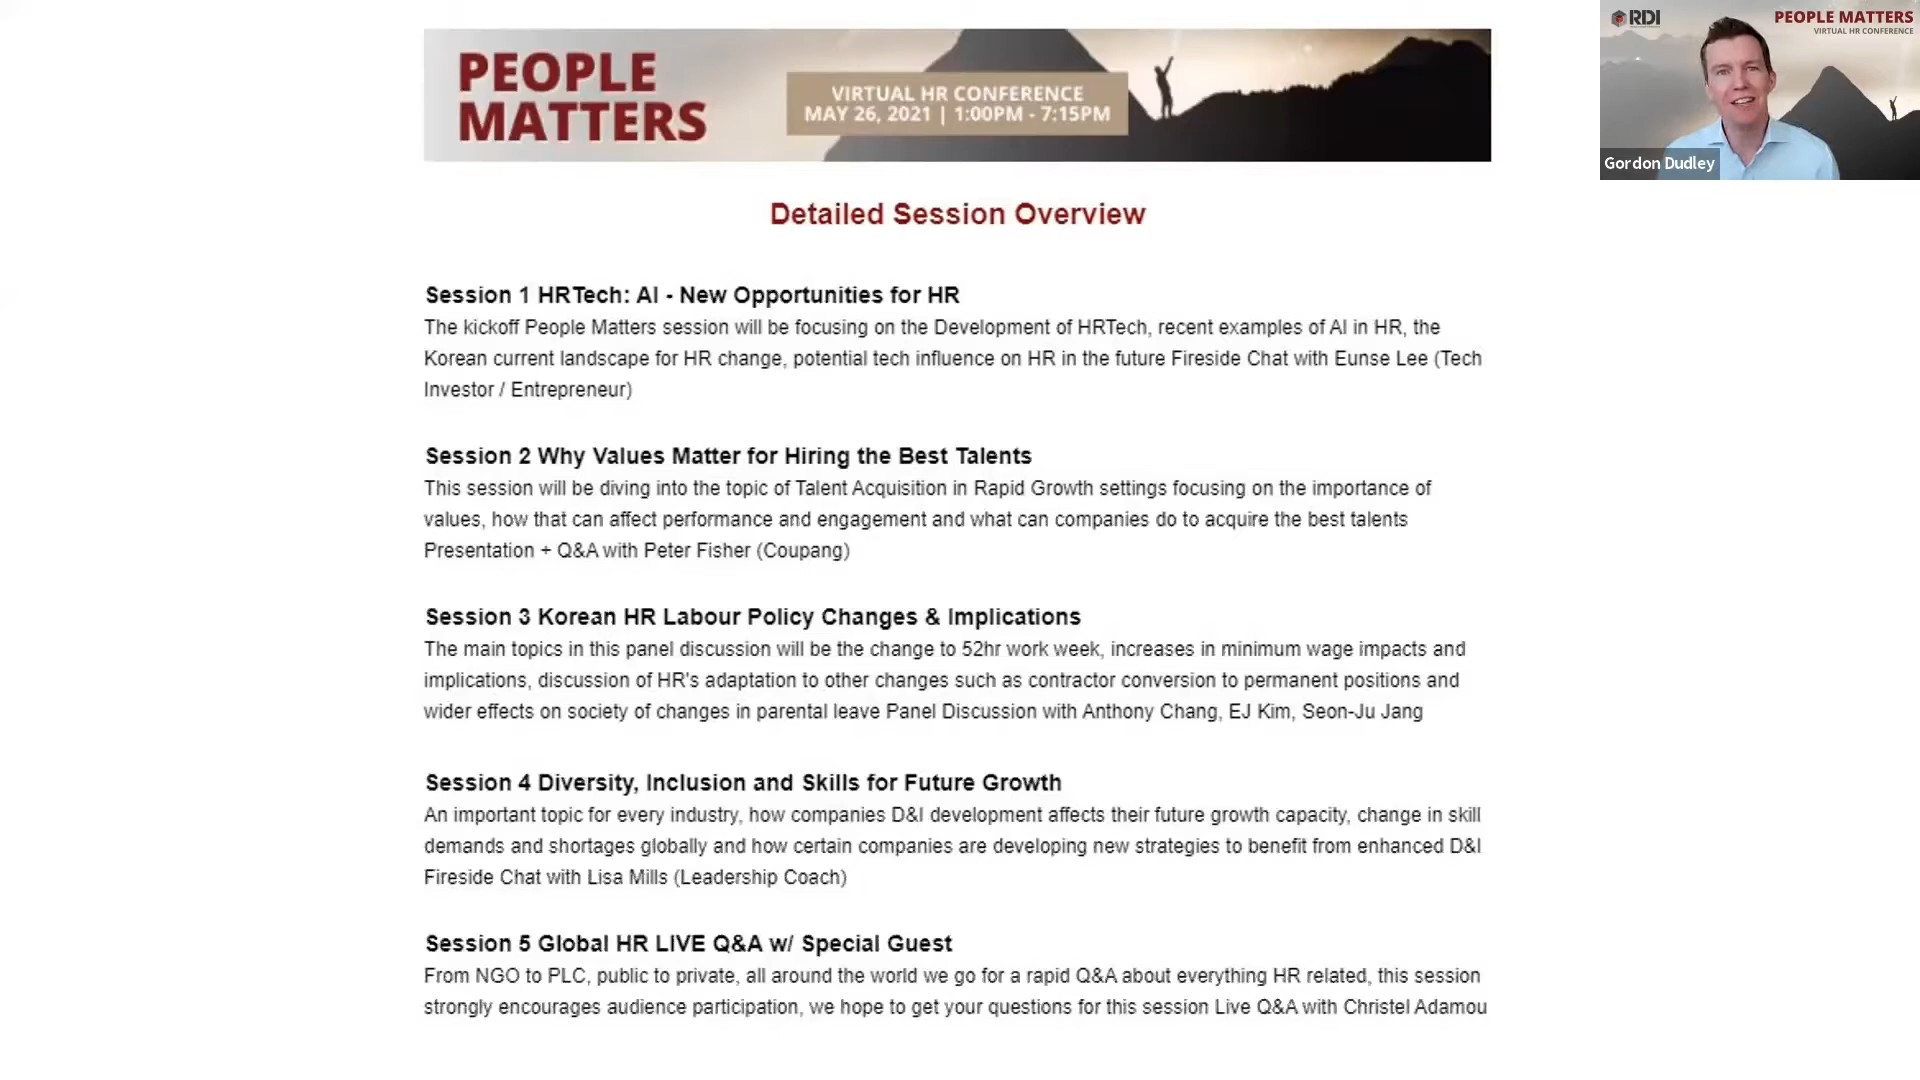 PEOPLE
MATTERS
VIRTUAL HR CONFERENCE
MAY 26, 2021 | 1:00PM - 7:15PM
RDI
PEOPLE MATTERS
VIRTUAL HR CONFERENCE
Gordon Dudley
Detailed Session Overview
Session 1 HRTech: AI - New Opportunities for HR
The kickoff People Matters session will be focusing on the Development of HRTech, recent examples of AI in HR, the
Korean current landscape for HR change, potential tech influence on HR in the future Fireside Chat with Eunse Lee (Tech
Investor / Entrepreneur)
Session 2 Why Values Matter for Hiring the Best Talents
This session will be diving into the topic of Talent Acquisition in Rapid Growth settings focusing on the importance of
values, how that can affect performance and engagement and what can companies do to acquire the best talents
Presentation + Q&A with Peter Fisher (Coupang)
Session 3 Korean HR Labour Policy Changes & Implications
The main topics in this panel discussion will be the change to 52hr work week, increases in minimum wage impacts and
implications, discussion of HR's adaptation to other changes such as contractor conversion to permanent positions and
wider effects on society of changes in parental leave Panel Discussion with Anthony Chang, EJ Kim, Seon-Ju Jang
Session 4 Diversity, Inclusion and Skills for Future Growth
An important topic for every industry, how companies D&I development affects their future growth capacity, change in skill
demands and shortages globally and how certain companies are developing new strategies to benefit from enhanced D&I
Fireside Chat with Lisa Mills (Leadership Coach)
Session 5 Global HR LIVE Q&A w/ Special Guest
From NGO to PLC, public to private, all around the world we go for a rapid Q&A about everything HR related, this session
strongly encourages audience participation, we hope to get your questions for this session Live Q&A with Christel Adamou